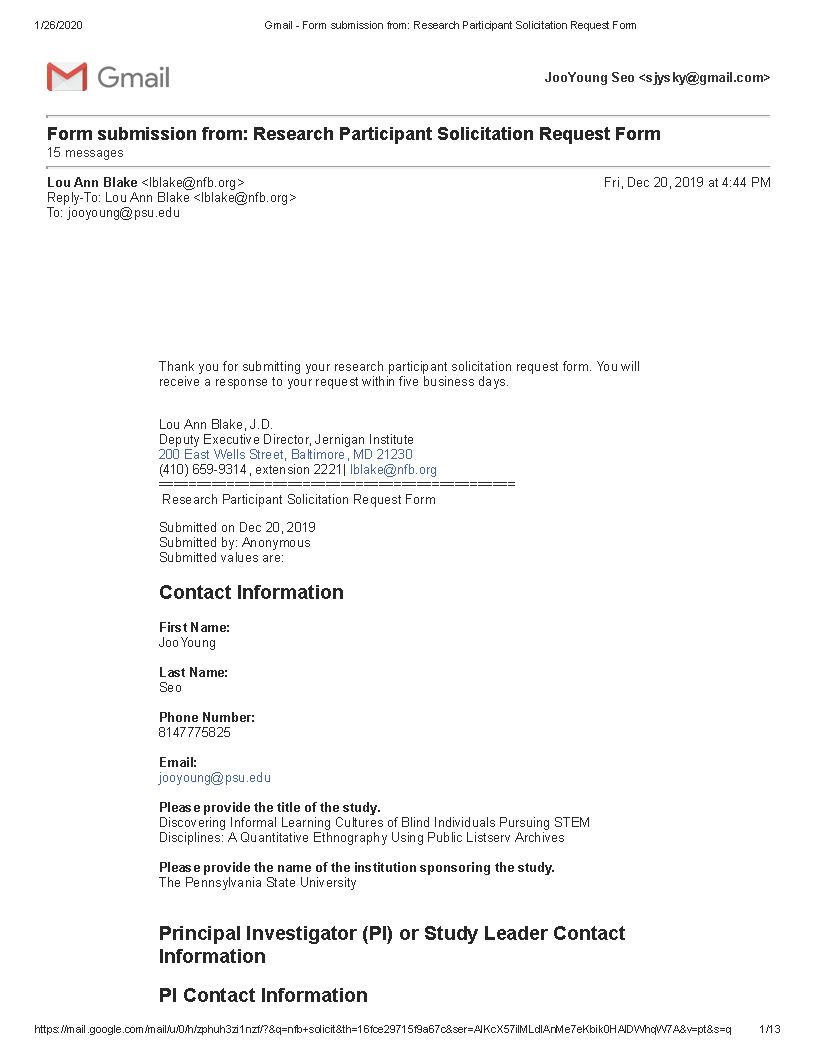 1/26/2020 Gmail - Form submission from: Research Participant Solicitation Request Form
Gmail JooYoung Seo <sjysky@gmail.com>
Form submission from: Research Participant Solicitation Request Form
15 messages
Lou Ann Blake <lblake@nfb.org> Fri, Dec 20, 2019 at 4:44 PM
Reply-To: Lou Ann Blake <lblake@nfb.org>
To: jooyoung@psu.edu
Thank you for submitting your research participant solicitation request form. You will
receive a response to your request within five business days.
Lou Ann Blake, J.D.
Deputy Executive Director, Jernigan Institute
200 East Wells Street, Baltimore, MD 21230
(410) 659-9314, extension 2221| lblake@nfb.org
===============================================
Research Participant Solicitation Request Form
Submitted on Dec 20, 2019
Submitted by: Anonymous
Submitted values are:
Contact Information
First Name:
JooYoung
Last Name:
Seo
Phone Number:
8147775825
Email:
jooyoung@psu.edu
Please provide the title of the study.
Discovering Informal Learning Cultures of Blind Individuals Pursuing STEM
Disciplines: A Quantitative Ethnography Using Public Listserv Archives
Please provide the name of the institution sponsoring the study.
The Pennsylvania State University
Principal Investigator (PI) or Study Leader Contact
Information
PI Contact Information
https://mail.google.com/mail/u/0/h/zphuh3zi1nzf/?&q=nfb+solicit&th=16fce29715f9a67c&ser=AIKcX57ilMLdIAnMe7eKbik0HAIDWhqW7A&v=pt&s=q 1/13